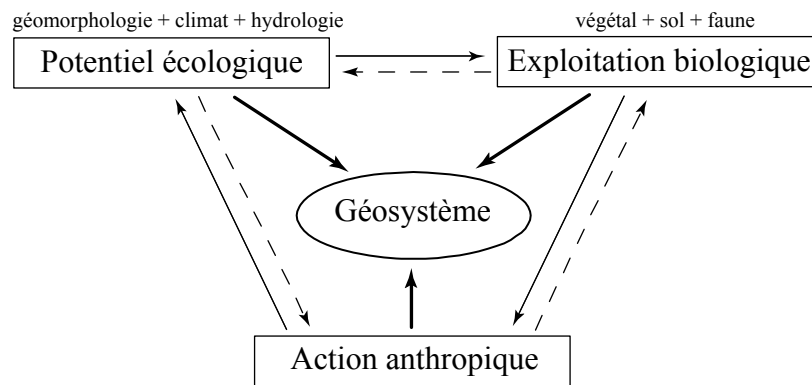 géomorphologie + climat + hydrologie
végétal + sol + faune
Potentiel écologique
Exploitation biologique
Géosystème
Action anthropique